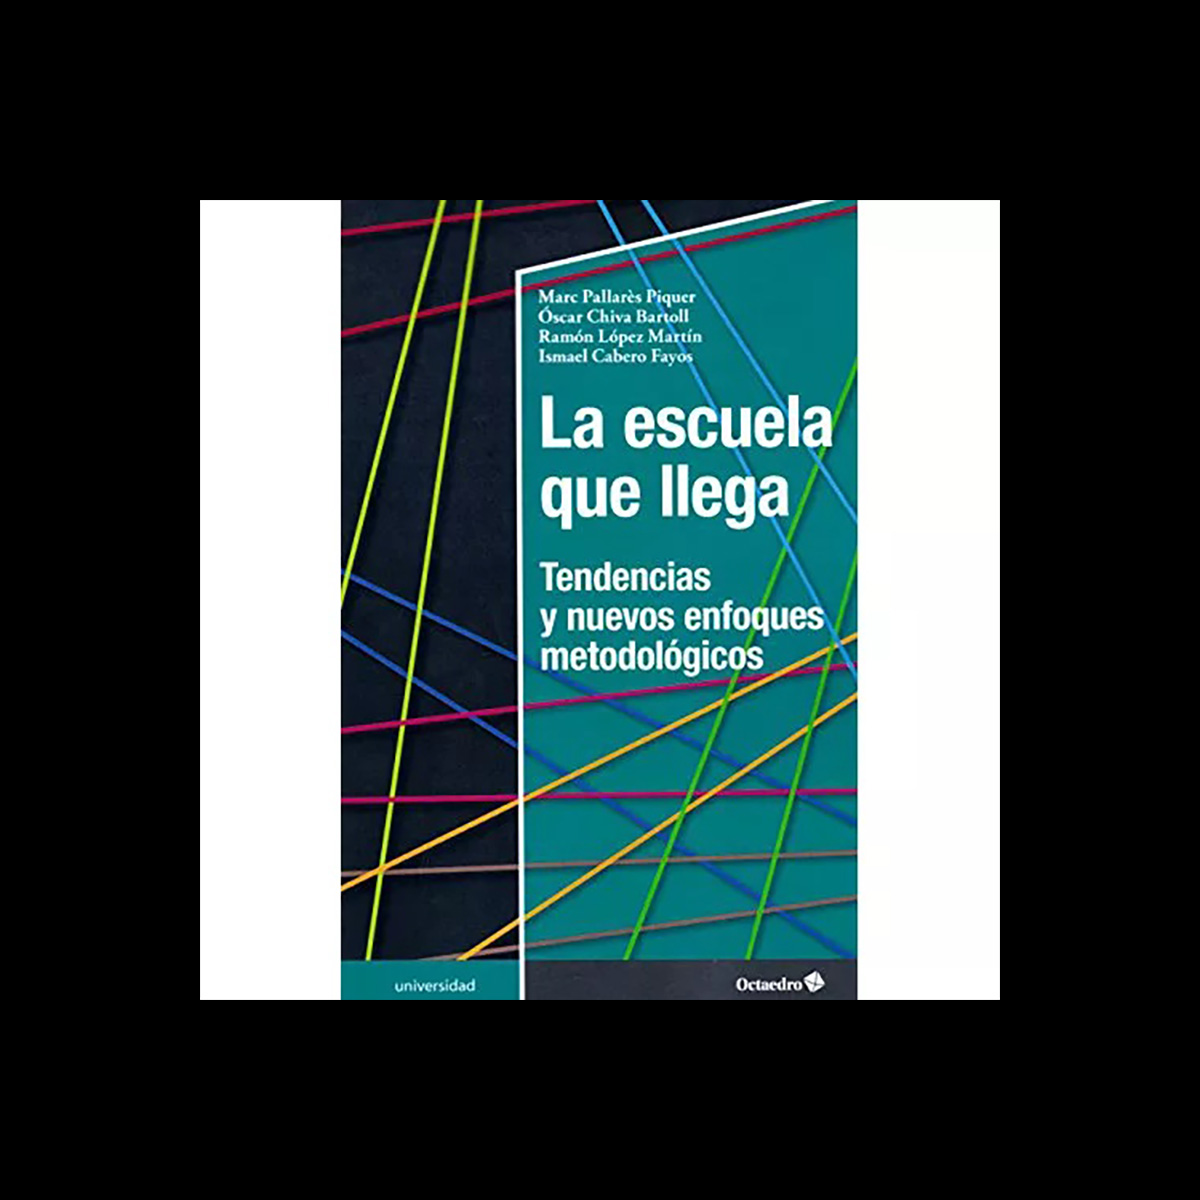 Marc Pallarès Piquer
Óscar Chiva Bartoll
Ramón López Martín
Ismael Cabero Fayos
La escuela
que llega
Tendencias
y nuevos enfoques
metodológicos
universidad
Octaedro